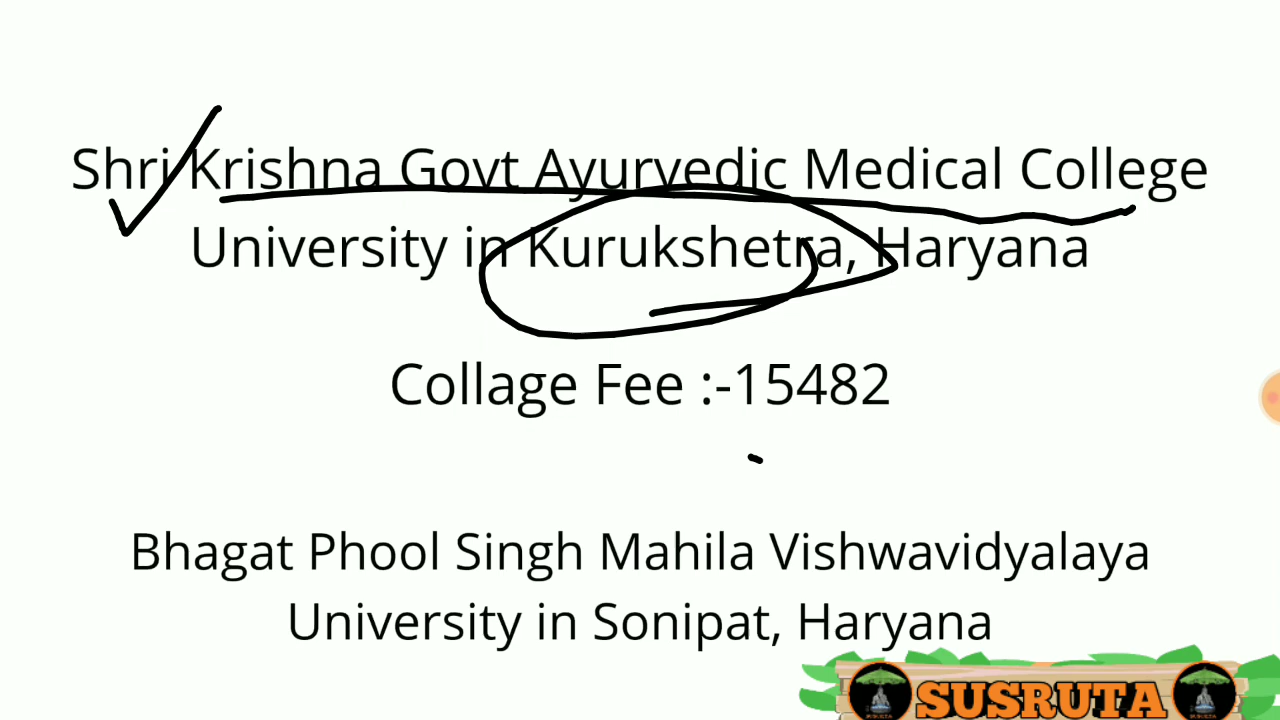 Shri Krishna Govt Ayurvedic Medical College
University in Kurukshetra, Haryana
Collage Fee :-15482
Bhagat Phool Singh Mahila Vishwavidyalaya
University in Sonipat, Haryana
SUSRUTA